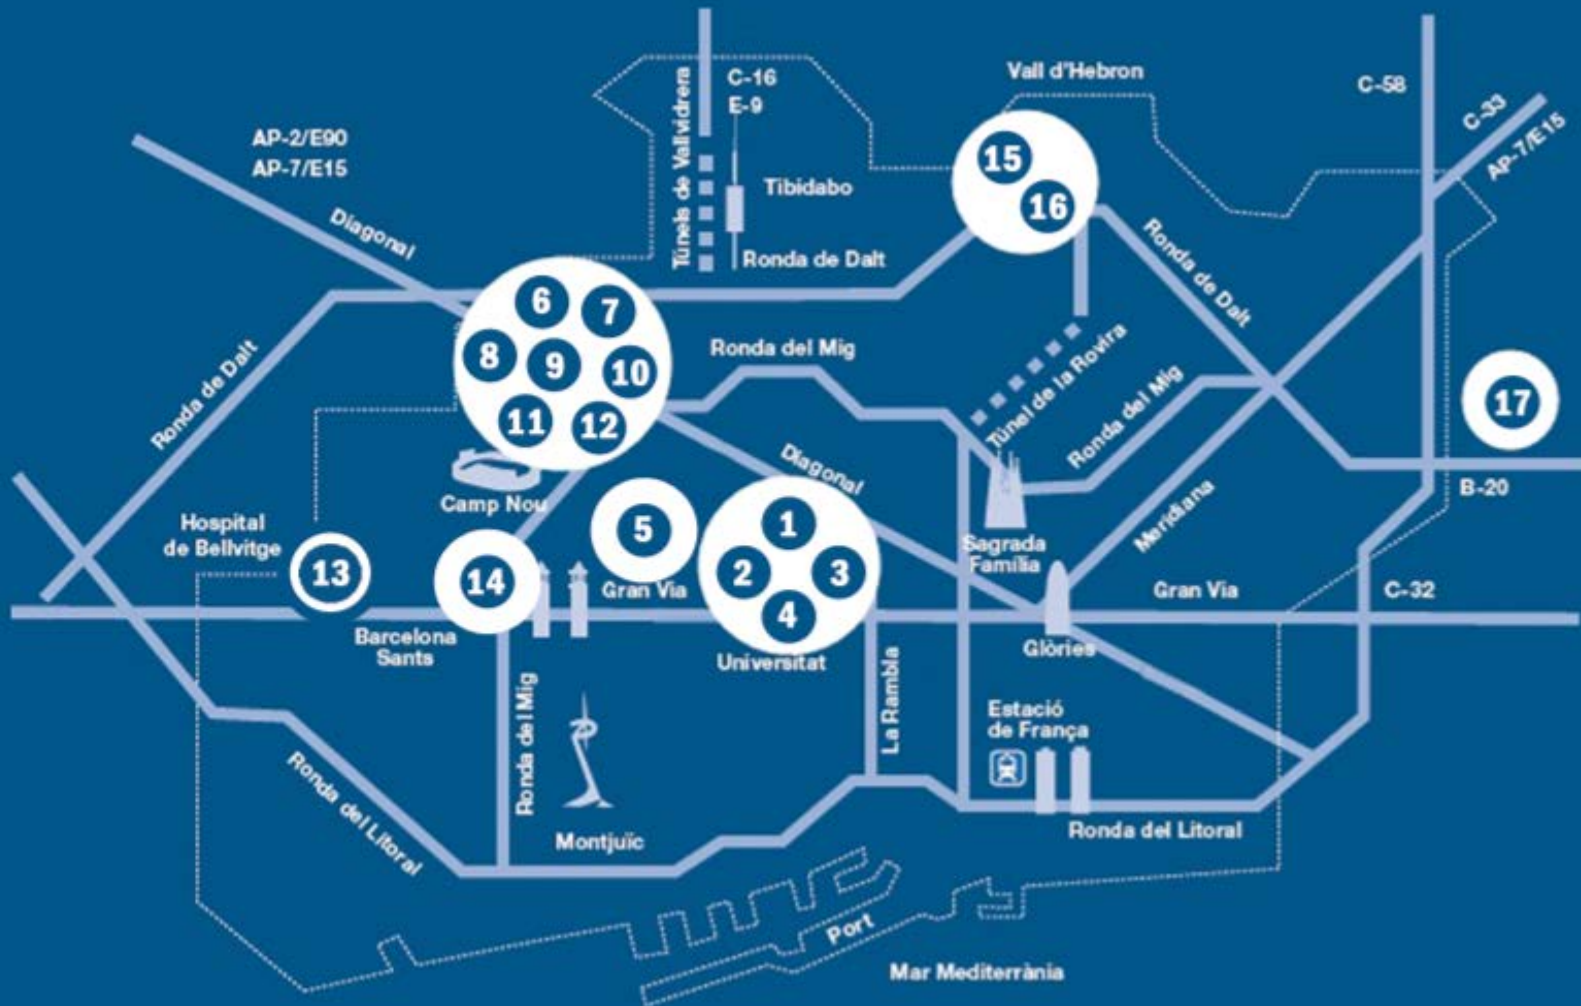 C-16
E-9
Túnels de Vallvidrera
Tibidabo
Ronda de Dalt
Vall d'Hebron
C-58
C-33
AP-7/E15
AP-2/E90
AP-7/E15
Diagonal
15
16
Ronda de Dalt
6
7
8
9
10
11
12
Ronda de Dalt
Ronda del Mig
Túnel de la Rovira
Ronda del Mig
17
Camp Nou
Diagonal
Meridiana
B-20
Hospital
de Bellvitge
13
14
5
1
2
3
4
Sagrada
Família
Gran Via
Gran Via
C-32
Barcelona
Sants
Universitat
Glòries
Ronda del Mig
La Rambla
Estació
de França
Ronda del Litoral
Montjuïc
Ronda del Litoral
Port
Mar Mediterrània